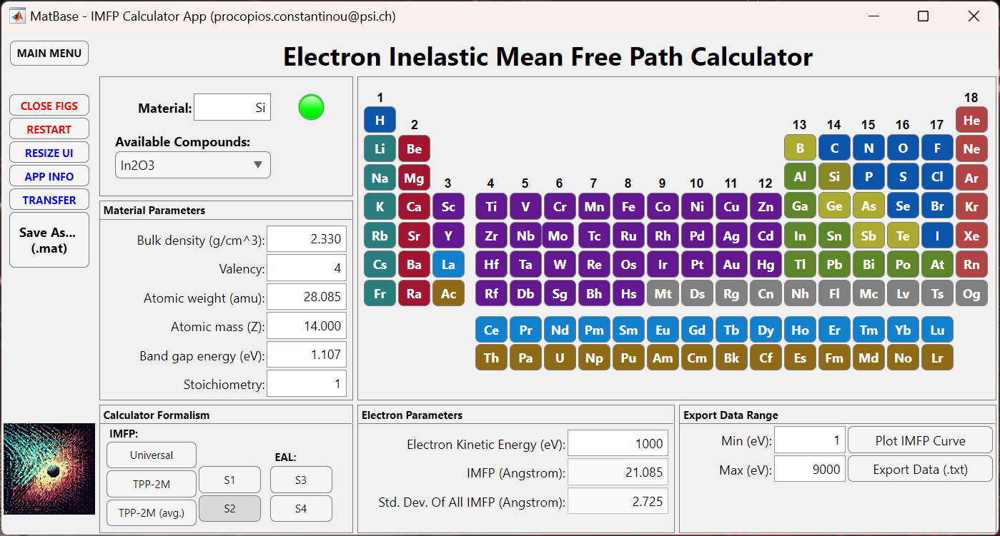 MatBase - IMFP Calculator App (procopios.constantinou@psi.ch)
MAIN MENU
Electron Inelastic Mean Free Path Calculator
CLOSE FIGS
RESTART
RESIZE UI
APP INFO
TRANSFER
Save As...
(.mat)
Material: Si
Available Compounds:
In2O3
Material Parameters
Bulk density (g/cm^3): 2.330
Valency: 4
Atomic weight (amu): 28.085
Atomic mass (Z): 14.000
Band gap energy (eV): 1.107
Stoichiometry: 1
1 18
H He
2 13 14 15 16 17
Li Be B C N O F Ne
Na Mg Al Si P S Cl Ar
3 4 5 6 7 8 9 10 11 12
K Ca Sc Ti V Cr Mn Fe Co Ni Cu Zn Ga Ge As Se Br Kr
Rb Sr Y Zr Nb Mo Tc Ru Rh Pd Ag Cd In Sn Sb Te I Xe
Cs Ba La Hf Ta W Re Os Ir Pt Au Hg Tl Pb Bi Po At Rn
Fr Ra Ac Rf Db Sg Bh Hs Mt Ds Rg Cn Nh Fl Mc Lv Ts Og
Ce Pr Nd Pm Sm Eu Gd Tb Dy Ho Er Tm Yb Lu
Th Pa U Np Pu Am Cm Bk Cf Es Fm Md No Lr
Calculator Formalism
IMFP:
Universal
TPP-2M
TPP-2M (avg.)
S1
S2
EAL:
S3
S4
Electron Parameters
Electron Kinetic Energy (eV): 1000
IMFP (Angstrom): 21.085
Std. Dev. Of All IMFP (Angstrom): 2.725
Export Data Range
Min (eV): 1 Plot IMFP Curve
Max (eV): 9000 Export Data (.txt)